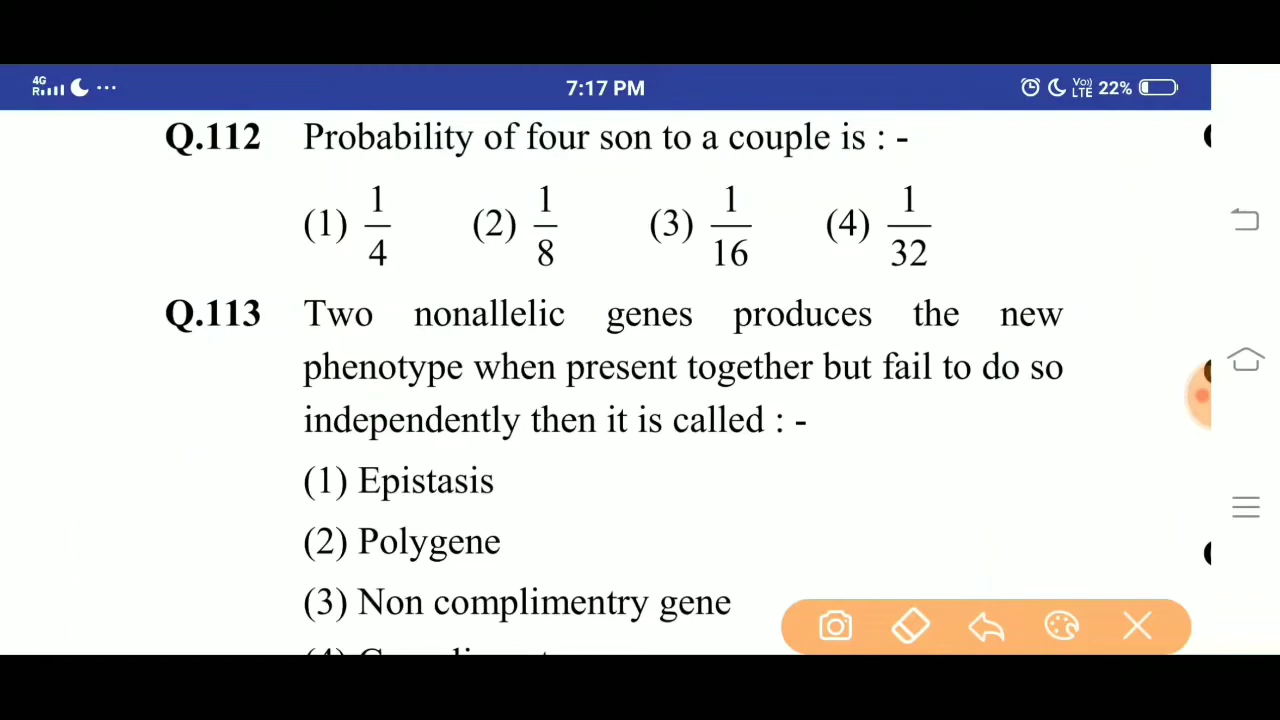 4G
R
7:17 PM
Vo))
LTE 22%
Q.112 Probability of four son to a couple is : -
(1) 1/4 (2) 1/8 (3) 1/16 (4) 1/32
Q.113 Two nonallelic genes produces the new
phenotype when present together but fail to do so
independently then it is called : -
(1) Epistasis
(2) Polygene
(3) Non complimentry gene